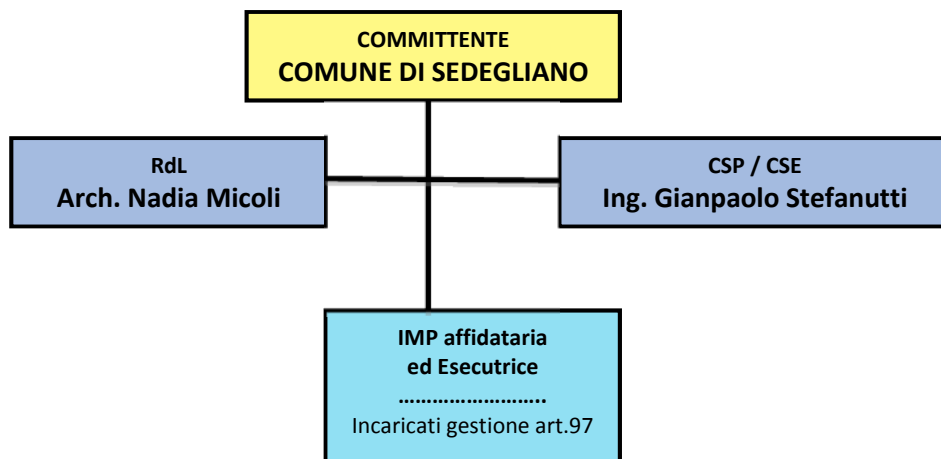 COMMITTENTE
COMUNE DI SEDEGLIANO
RdL
Arch. Nadia Micoli
CSP / CSE
Ing. Gianpaolo Stefanutti
IMP affidataria
ed Esecutrice
……………………..
Incaricati gestione art.97